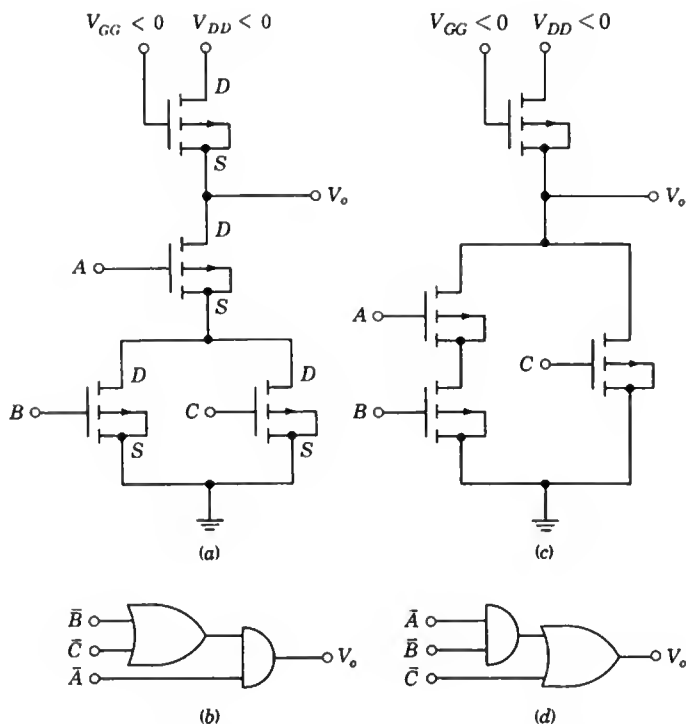 V_GG < 0 V_DD < 0
D
S
V_o
D
A
S
D
D
B
C
S
S
(a)
V_GG < 0 V_DD < 0
V_o
A
C
B
(c)
B̄
C̄
Ā
V_o
(b)
Ā
B̄
C̄
V_o
(d)